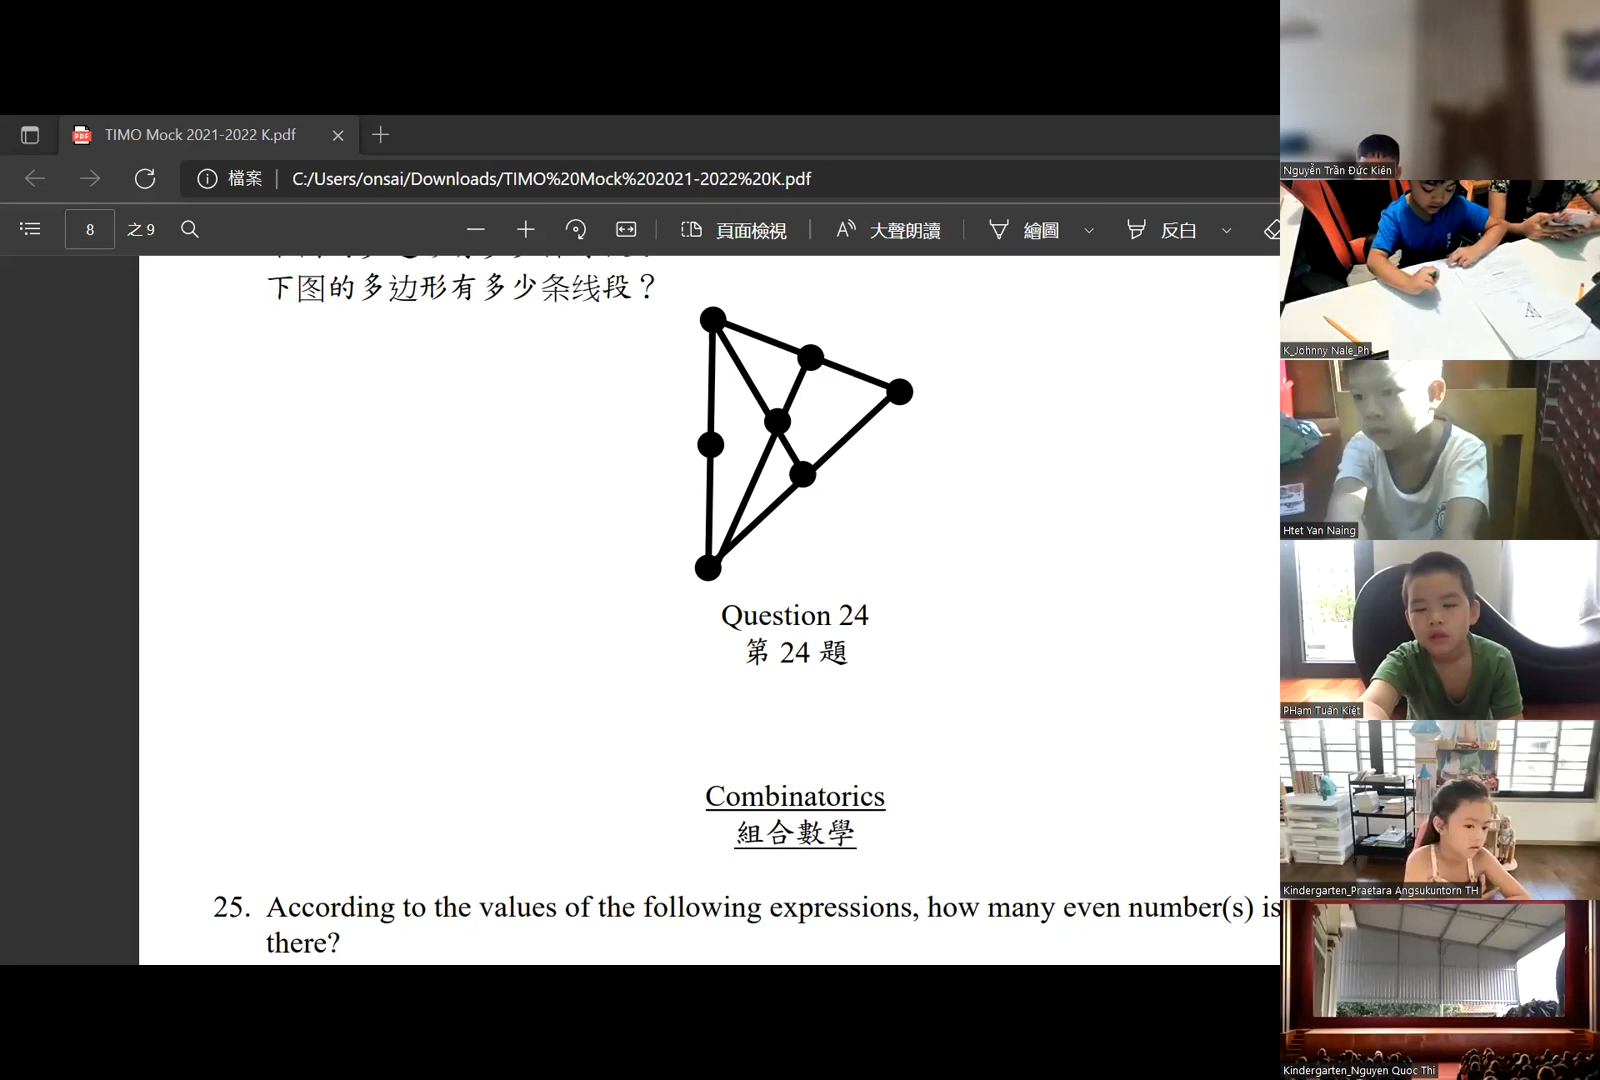 TIMO Mock 2021-2022 K.pdf
檔案 C:/Users/onsai/Downloads/TIMO%20Mock%202021-2022%20K.pdf
8 之 9 頁面檢視 大聲朗讀 繪圖 反白
下图的多边形有多少条线段？
Question 24
第 24 題
Combinatorics
組合數學
25. According to the values of the following expressions, how many even number(s) is
there?
Nguyễn Trần Đức Kiên
K_Johnny Nale_Ph
Htet Yan Naing
PHạm Tuấn Kiệt
Kindergarten_Praetara Angsukuntorn TH
Kindergarten_Nguyen Quoc Thi